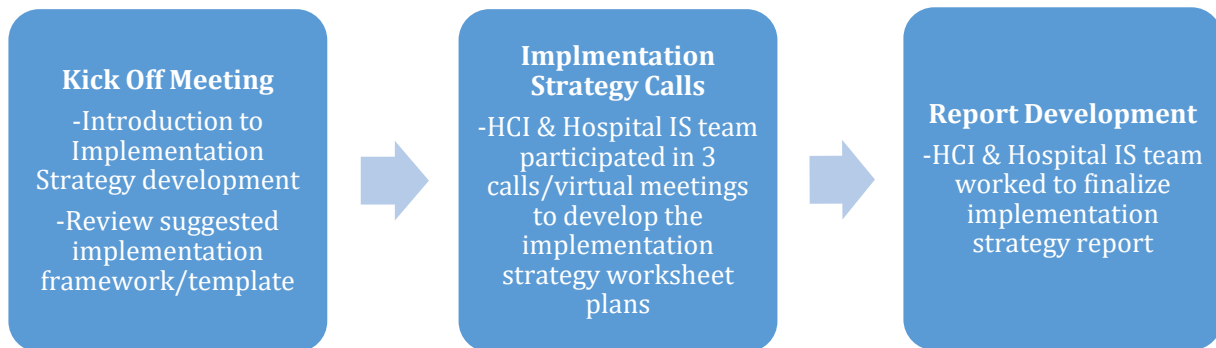 Kick Off Meeting
-Introduction to
Implementation
Strategy development
-Review suggested
implementation
framework/template
Implmentation
Strategy Calls
-HCI & Hospital IS team
participated in 3
calls/virtual meetings
to develop the
implementation
strategy worksheet
plans
Report Development
-HCI & Hospital IS team
worked to finalize
implementation
strategy report